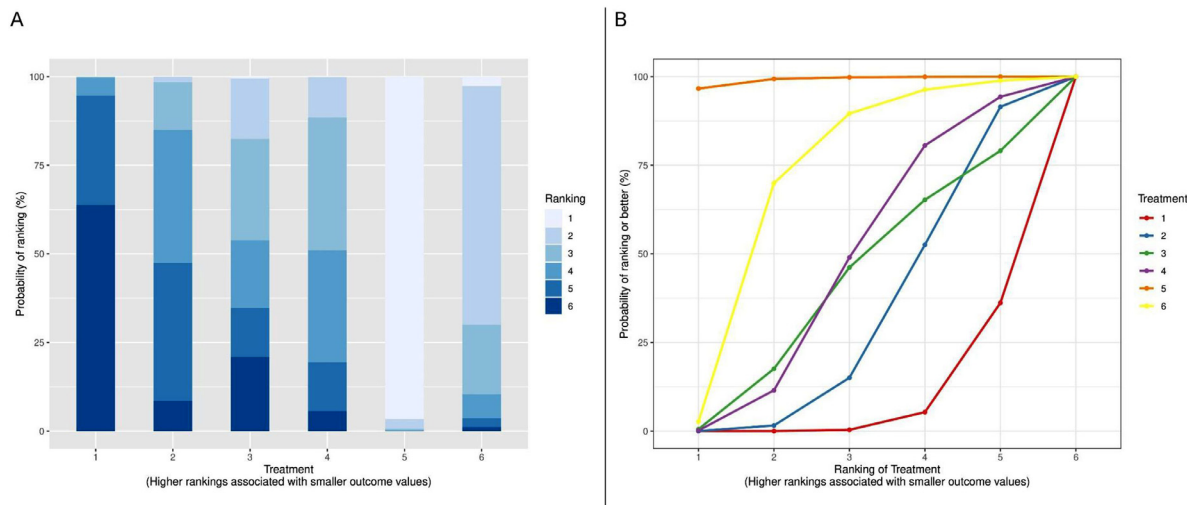 A
Probability of ranking (%)
100
75
50
25
0
1 2 3 4 5 6
Treatment
(Higher rankings associated with smaller outcome values)
Ranking
1
2
3
4
5
6
B
Probability of ranking or better (%)
100
75
50
25
0
1 2 3 4 5 6
Ranking of Treatment
(Higher rankings associated with smaller outcome values)
Treatment
1
2
3
4
5
6